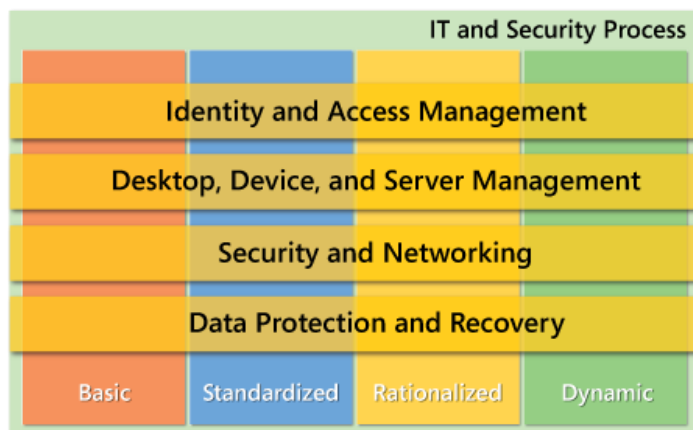 IT and Security Process
Identity and Access Management
Desktop, Device, and Server Management
Security and Networking
Data Protection and Recovery
Basic Standardized Rationalized Dynamic